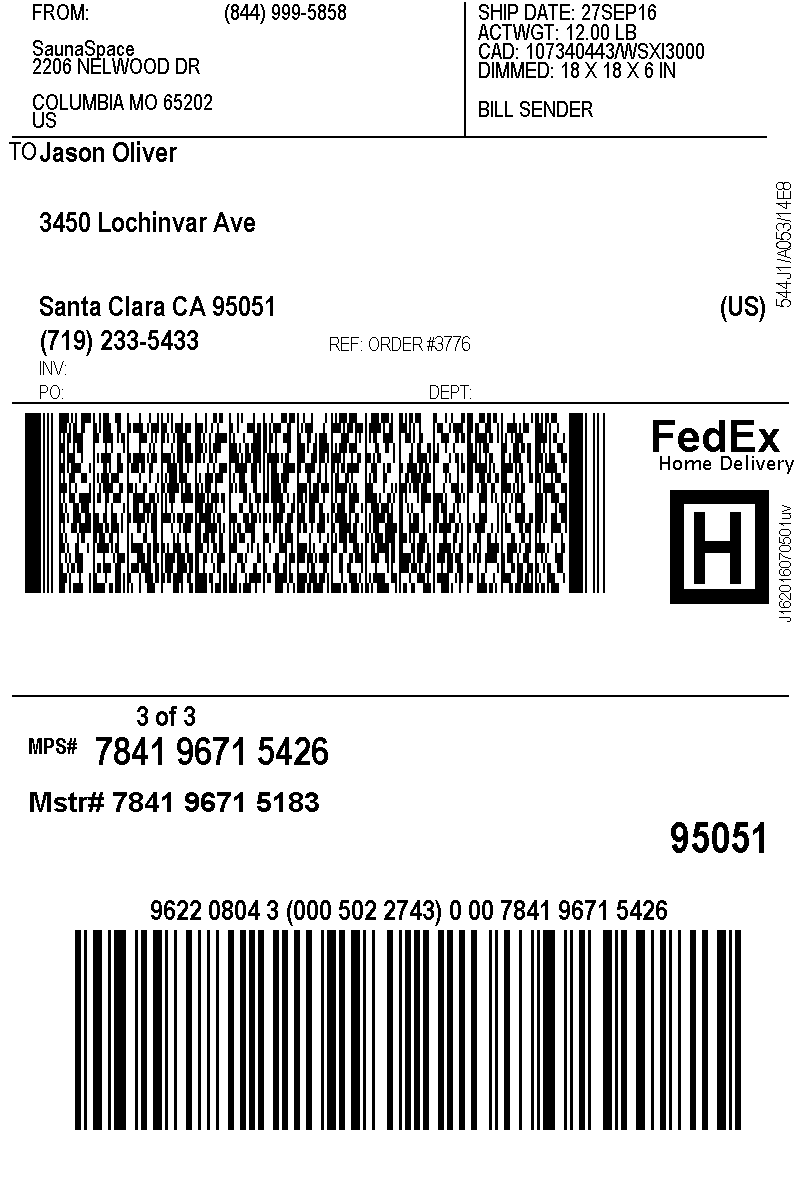 FROM: (844) 999-5858
SaunaSpace
2206 NELWOOD DR
COLUMBIA MO 65202
US
SHIP DATE: 27SEP16
ACTWGT: 12.00 LB
CAD: 107340443/WSXI3000
DIMMED: 18 X 18 X 6 IN
BILL SENDER
TO Jason Oliver
3450 Lochinvar Ave
Santa Clara CA 95051 (US)
(719) 233-5433 REF: ORDER #3776
INV:
PO: DEPT:
544J1/A053/14E8
FedEx
Home Delivery
H
J162016070501uv
3 of 3
MPS# 7841 9671 5426
Mstr# 7841 9671 5183
95051
9622 0804 3 (000 502 2743) 0 00 7841 9671 5426